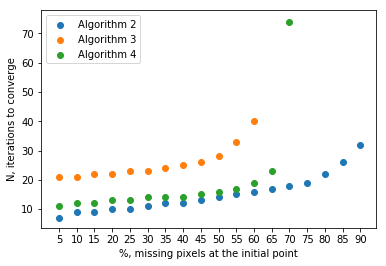 Algorithm 2
Algorithm 3
Algorithm 4
N, iterations to converge
70
60
50
40
30
20
10
5 10 15 20 25 30 35 40 45 50 55 60 65 70 75 80 85 90
%, missing pixels at the initial point